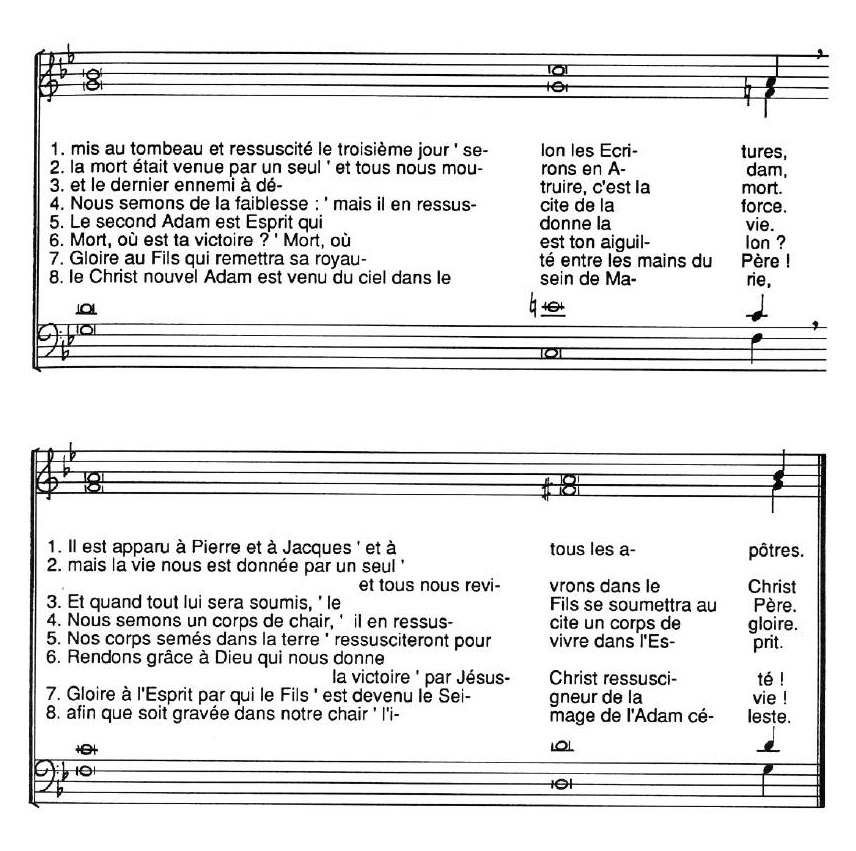 1. mis au tombeau et ressuscité le troisième jour ' se- lon les Ecri- tures,
2. la mort était venue par un seul ' et tous nous mou- rons en A- dam,
3. et le dernier ennemi à dé- truire, c'est la mort.
4. Nous semons de la faiblesse : ' mais il en ressus- cite de la force.
5. Le second Adam est Esprit qui donne la vie.
6. Mort, où est ta victoire ? ' Mort, où est ton aiguil- lon ?
7. Gloire au Fils qui remettra sa royau- té entre les mains du Père !
8. le Christ nouvel Adam est venu du ciel dans le sein de Ma- rie,
1. Il est apparu à Pierre et à Jacques ' et à tous les a- pôtres.
2. mais la vie nous est donnée par un seul '
et tous nous revi- vrons dans le Christ
3. Et quand tout lui sera soumis, ' le Fils se soumettra au Père.
4. Nous semons un corps de chair, ' il en ressus- cite un corps de gloire.
5. Nos corps semés dans la terre ' ressusciteront pour vivre dans l'Es- prit.
6. Rendons grâce à Dieu qui nous donne
la victoire ' par Jésus- Christ ressusci- té !
7. Gloire à l'Esprit par qui le Fils ' est devenu le Sei- gneur de la vie !
8. afin que soit gravée dans notre chair ' l'i- mage de l'Adam cé- leste.